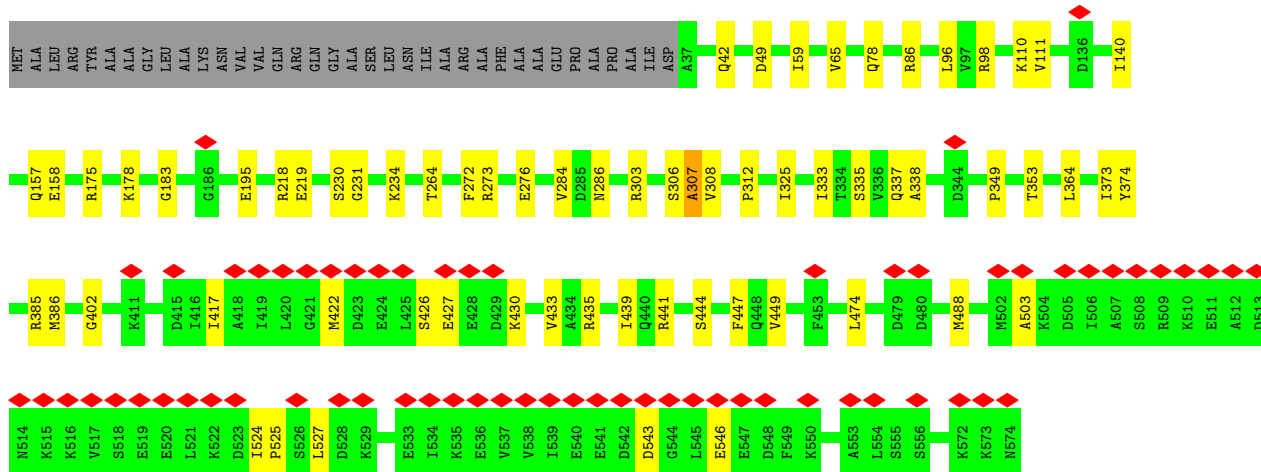 MET ALA LEU ARG TYR ALA ALA GLY LEU ALA LYS ASN VAL VAL GLN ARG GLN GLY ALA SER LEU ASN ILE ALA ARG ALA PHE ALA ALA GLU PRO ALA PRO ALA ILE ASP A37 Q42 D49 I59 V65 Q78 R86 L96 V97 R98 K110 V111 D136 I140
Q157 E158 R175 K178 G183 G186 E195 R218 E219 S230 G231 K234 T264 F272 R273 E276 V284 D285 N286 R303 S306 A307 V308 P312 I325 I333 T334 S335 V336 Q337 A338 D344 P349 T353 L364 I373 Y374
R385 M386 G402 K411 D415 I416 I417 A418 I419 L420 G421 M422 D423 E424 L425 S426 E427 E428 D429 K430 V433 A434 R435 I439 Q440 R441 S444 F447 Q448 V449 F453 L474 D479 D480 M488 M502 A503 K504 D505 I506 A507 S508 R509 K510 E511 A512 D513
N514 K515 K516 V517 S518 E519 E520 L521 K522 D523 I524 P525 S526 L527 D528 K529 E533 I534 K535 E536 V537 V538 I539 E540 E541 D542 D543 G544 L545 E546 E547 D548 F549 K550 A553 L554 S555 S556 K572 K573 N574